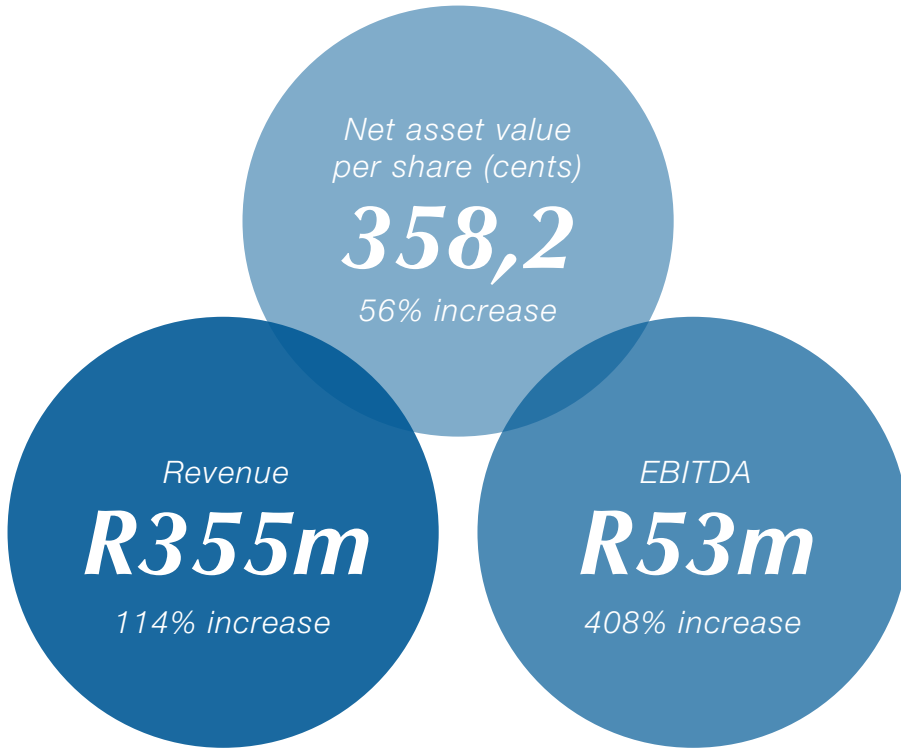 Net asset value
per share (cents)
358,2
56% increase
Revenue
R355m
114% increase
EBITDA
R53m
408% increase